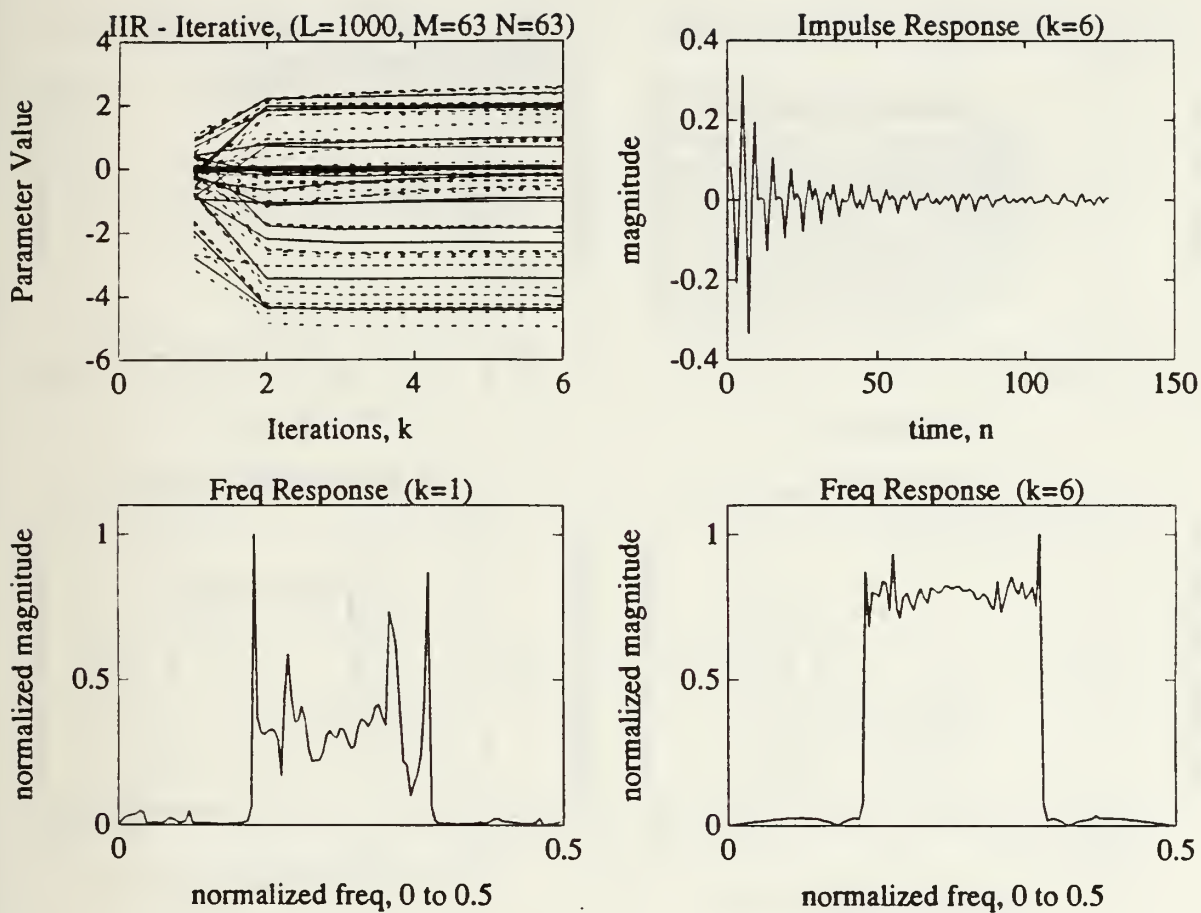 IIR - Iterative, (L=1000, M=63 N=63)
4
2
0
-2
-4
-6
Parameter Value
0
2
4
6
Iterations, k
Impulse Response (k=6)
0.4
0.2
0
-0.2
-0.4
magnitude
0
50
100
150
time, n
Freq Response (k=1)
1
0.5
0
normalized magnitude
0
0.5
normalized freq, 0 to 0.5
Freq Response (k=6)
1
0.5
0
normalized magnitude
0
0.5
normalized freq, 0 to 0.5